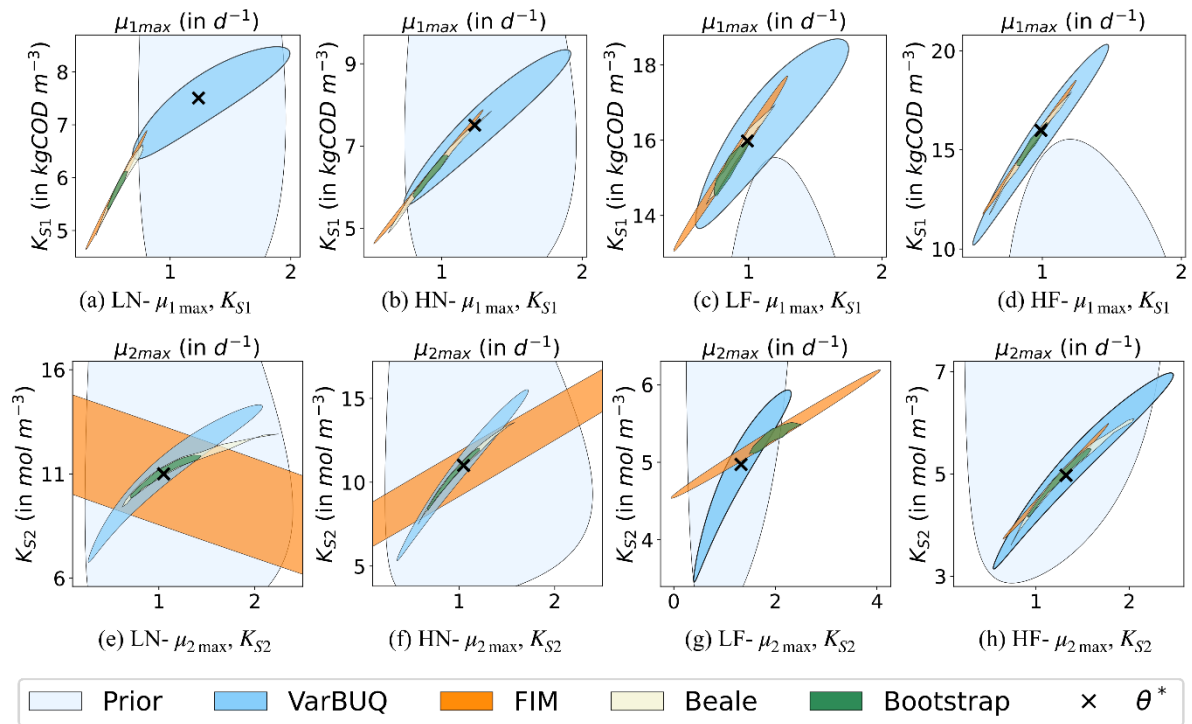 μ1max (in d−1) μ1max (in d−1) μ1max (in d−1) μ1max (in d−1)
KS1 (in kgCOD m−3) 8 7 6 5
KS1 (in kgCOD m−3) 9 7 5
KS1 (in kgCOD m−3) 18 16 14
KS1 (in kgCOD m−3) 20 15 10
1 2 1 2 1 2 1 2
(a) LN- μ1 max, KS1 (b) HN- μ1 max, KS1 (c) LF- μ1 max, KS1 (d) HF- μ1 max, KS1
μ2max (in d−1) μ2max (in d−1) μ2max (in d−1) μ2max (in d−1)
KS2 (in mol m−3) 16 11 6
KS2 (in mol m−3) 15 10 5
KS2 (in mol m−3) 6 5 4
KS2 (in mol m−3) 7 5 3
1 2 1 2 0 2 4 1 2
(e) LN- μ2 max, KS2 (f) HN- μ2 max, KS2 (g) LF- μ2 max, KS2 (h) HF- μ2 max, KS2
Prior VarBUQ FIM Beale Bootstrap × θ*